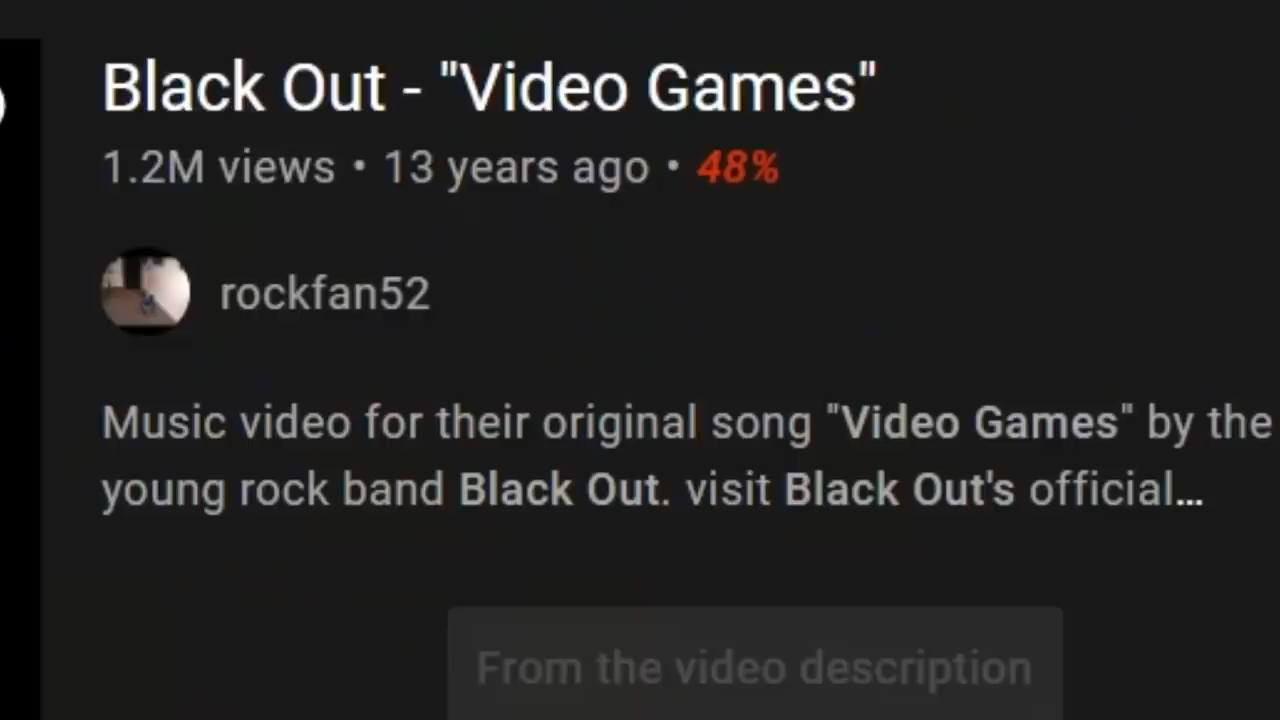 Black Out - "Video Games"
1.2M views • 13 years ago • 48%
rockfan52
Music video for their original song "Video Games" by the
young rock band Black Out. visit Black Out's official...
From the video description